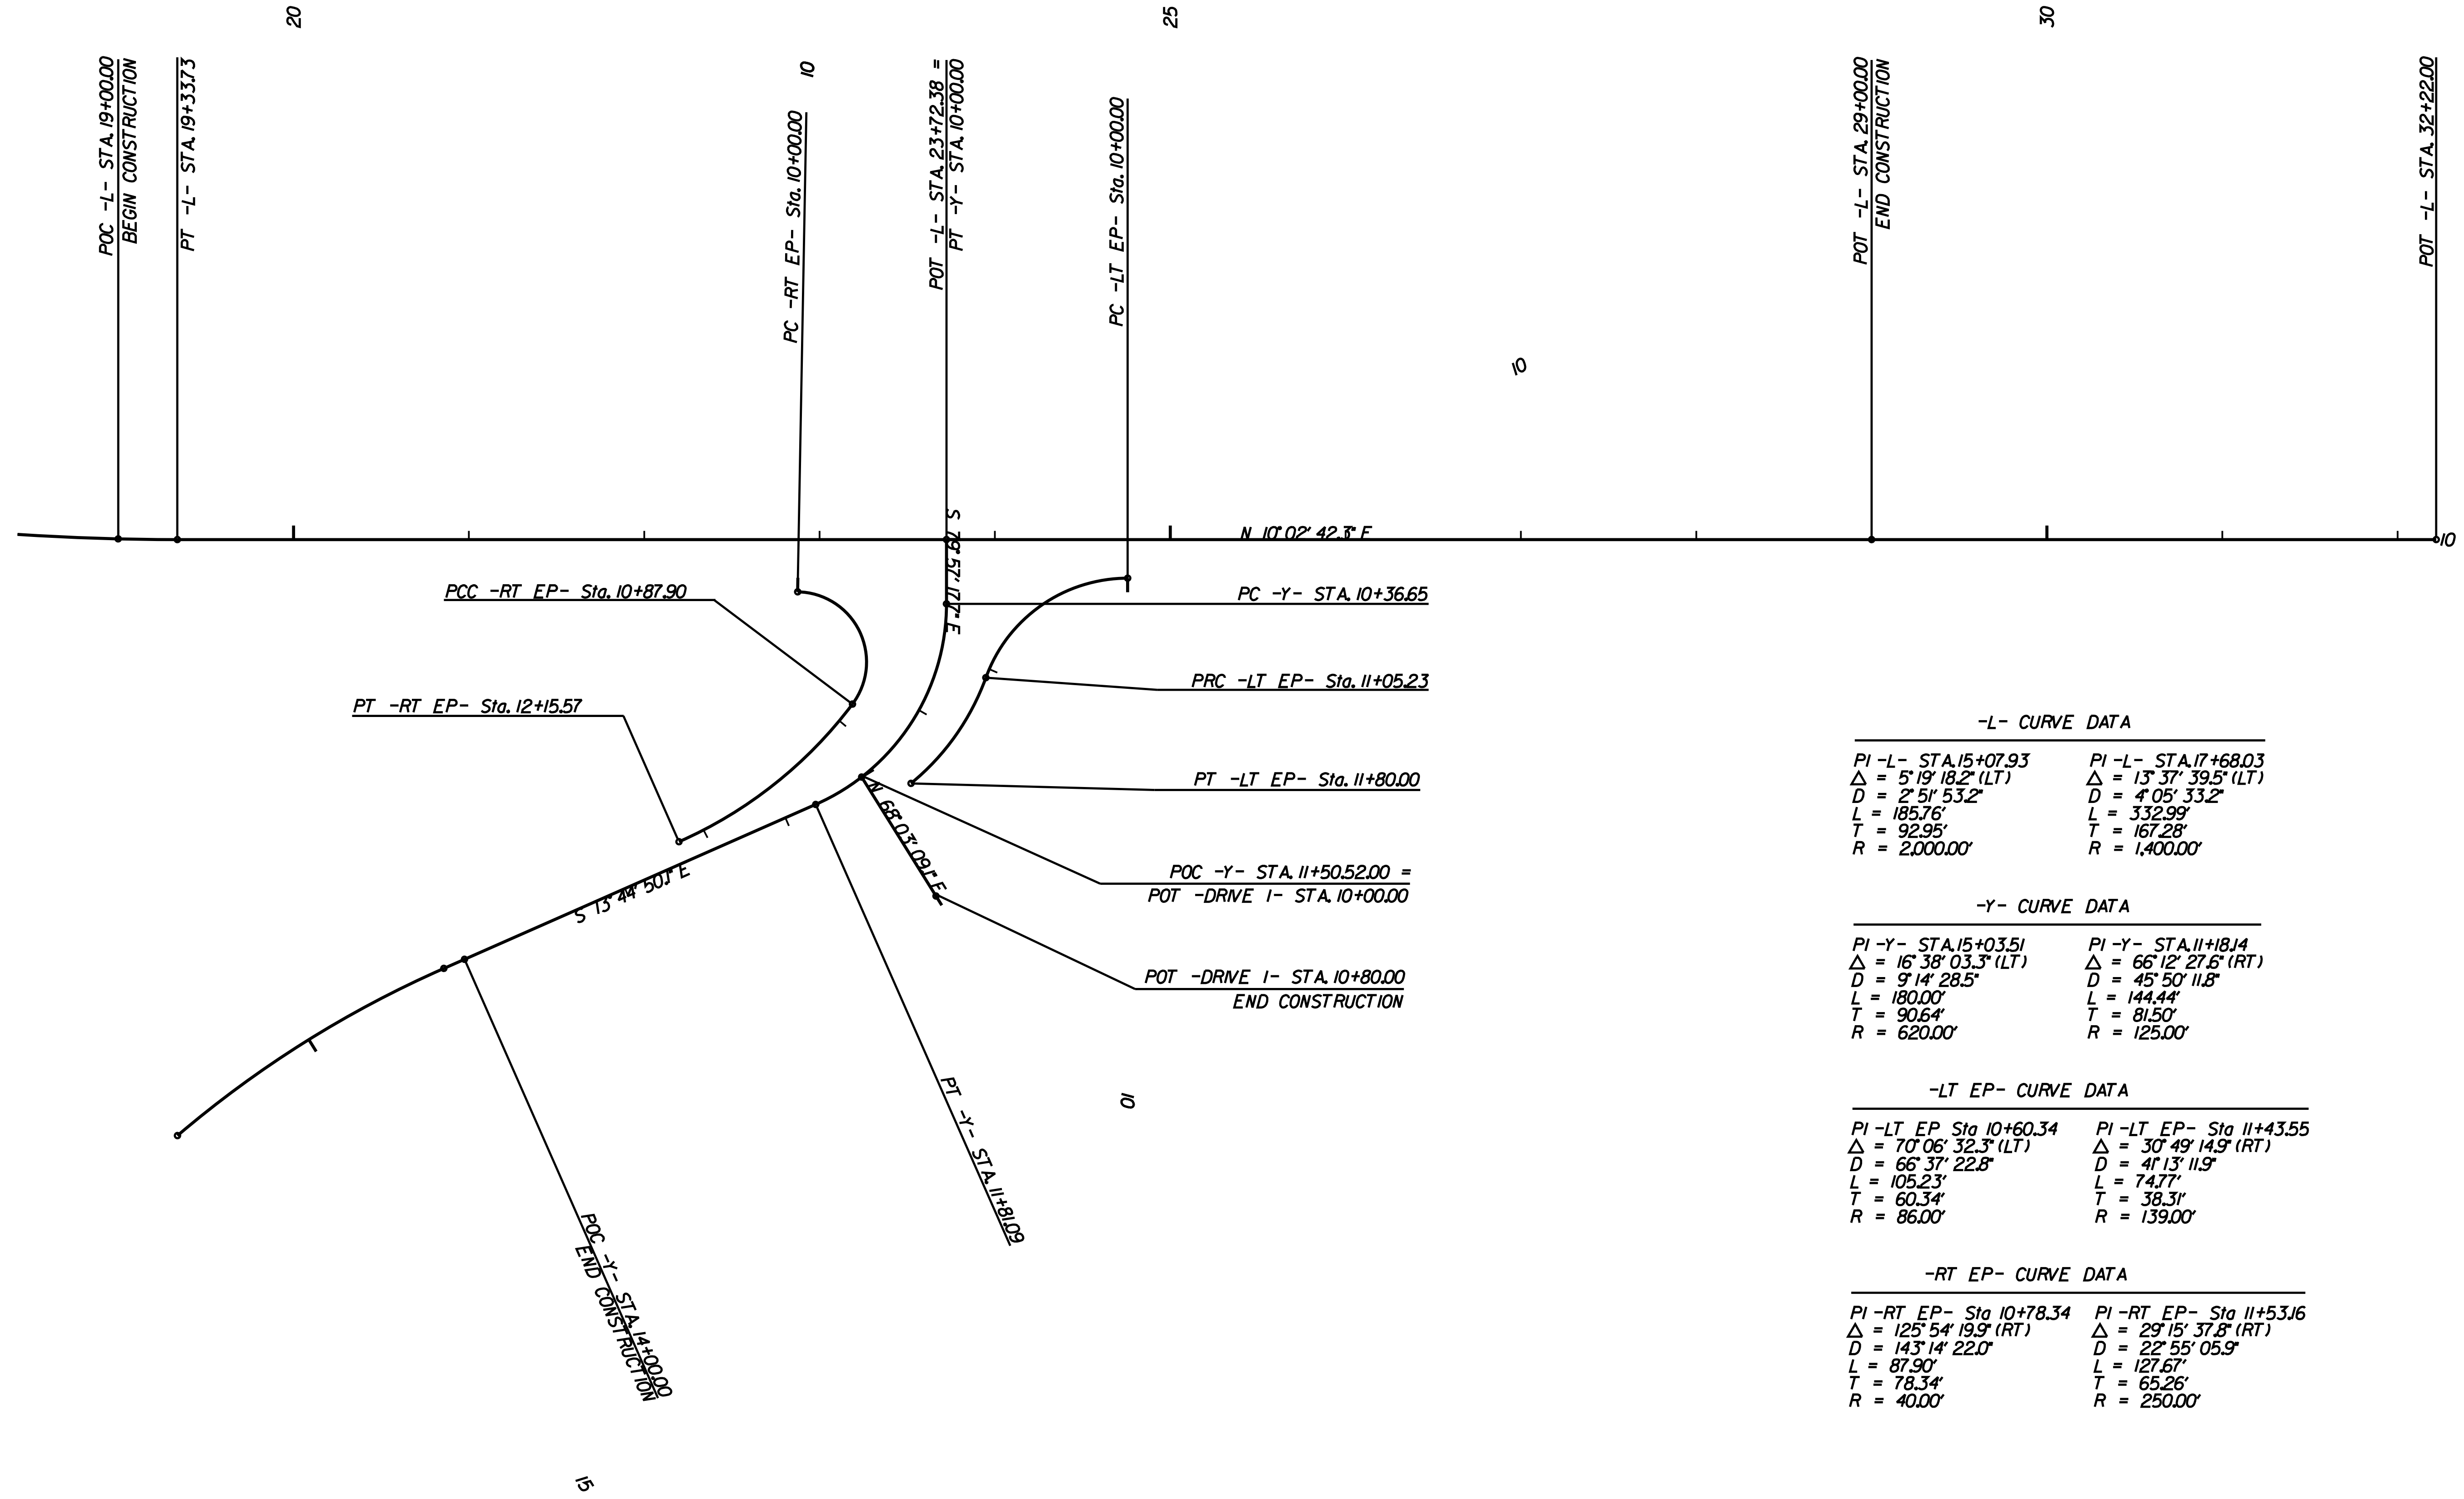 20
25
30
POC -L- STA. 19+00.00
BEGIN CONSTRUCTION
PT -L- STA. 19+33.73
10
PC -RT EP- Sta. 10+00.00
POT -L- STA. 23+72.38 =
PT -Y- STA. 10+00.00
PC -LT EP- Sta. 10+00.00
POT -L- STA. 29+00.00
END CONSTRUCTION
POT -L- STA. 32+22.00
10
S 79°57'17.7" E
N 10°02'42.3" E
10
PCC -RT EP- Sta. 10+87.90
PC -Y- STA. 10+36.65
PRC -LT EP- Sta. 11+05.23
PT -RT EP- Sta. 12+15.57
PT -LT EP- Sta. 11+80.00
N 68°03'09.1" E
S 13°44'50.1" E
POC -Y- STA. 11+50.52.00 =
POT -DRIVE 1- STA. 10+00.00
POT -DRIVE 1- STA. 10+80.00
END CONSTRUCTION
PT -Y- STA. 11+81.09
10
POC -Y- STA. 14+00.00
END CONSTRUCTION
15
-L- CURVE DATA
PI -L- STA. 15+07.93 PI -L- STA. 17+68.03
Δ = 5°19'18.2" (LT) Δ = 13°37'39.5" (LT)
D = 2°51'53.2" D = 4°05'33.2"
L = 185.76' L = 332.99'
T = 92.95' T = 167.28'
R = 2,000.00' R = 1,400.00'
-Y- CURVE DATA
PI -Y- STA. 15+03.51 PI -Y- STA. 11+18.14
Δ = 16°38'03.3" (LT) Δ = 66°12'27.6" (RT)
D = 9°14'28.5" D = 45°50'11.8"
L = 180.00' L = 144.44'
T = 90.64' T = 81.50'
R = 620.00' R = 125.00'
-LT EP- CURVE DATA
PI -LT EP Sta 10+60.34 PI -LT EP- Sta 11+43.55
Δ = 70°06'32.3" (LT) Δ = 30°49'14.9" (RT)
D = 66°37'22.8" D = 41°13'11.9"
L = 105.23' L = 74.77'
T = 60.34' T = 38.31'
R = 86.00' R = 139.00'
-RT EP- CURVE DATA
PI -RT EP- Sta 10+78.34 PI -RT EP- Sta 11+53.16
Δ = 125°54'19.9" (RT) Δ = 29°15'37.8" (RT)
D = 143°14'22.0" D = 22°55'05.9"
L = 87.90' L = 127.67'
T = 78.34' T = 65.26'
R = 40.00' R = 250.00'